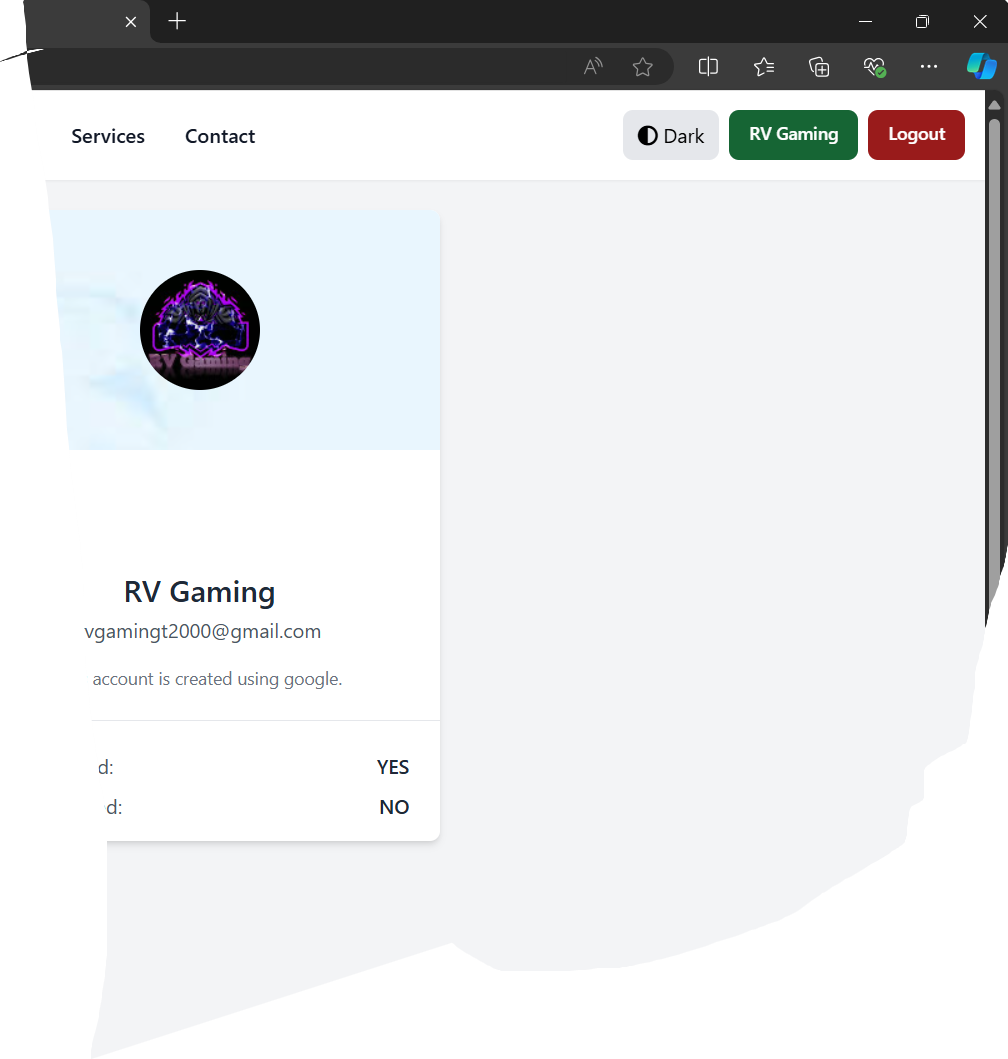 Services Contact Dark RV Gaming Logout
RV Gaming
RV Gaming
vgamingt2000@gmail.com
account is created using google.
d: YES
d: NO